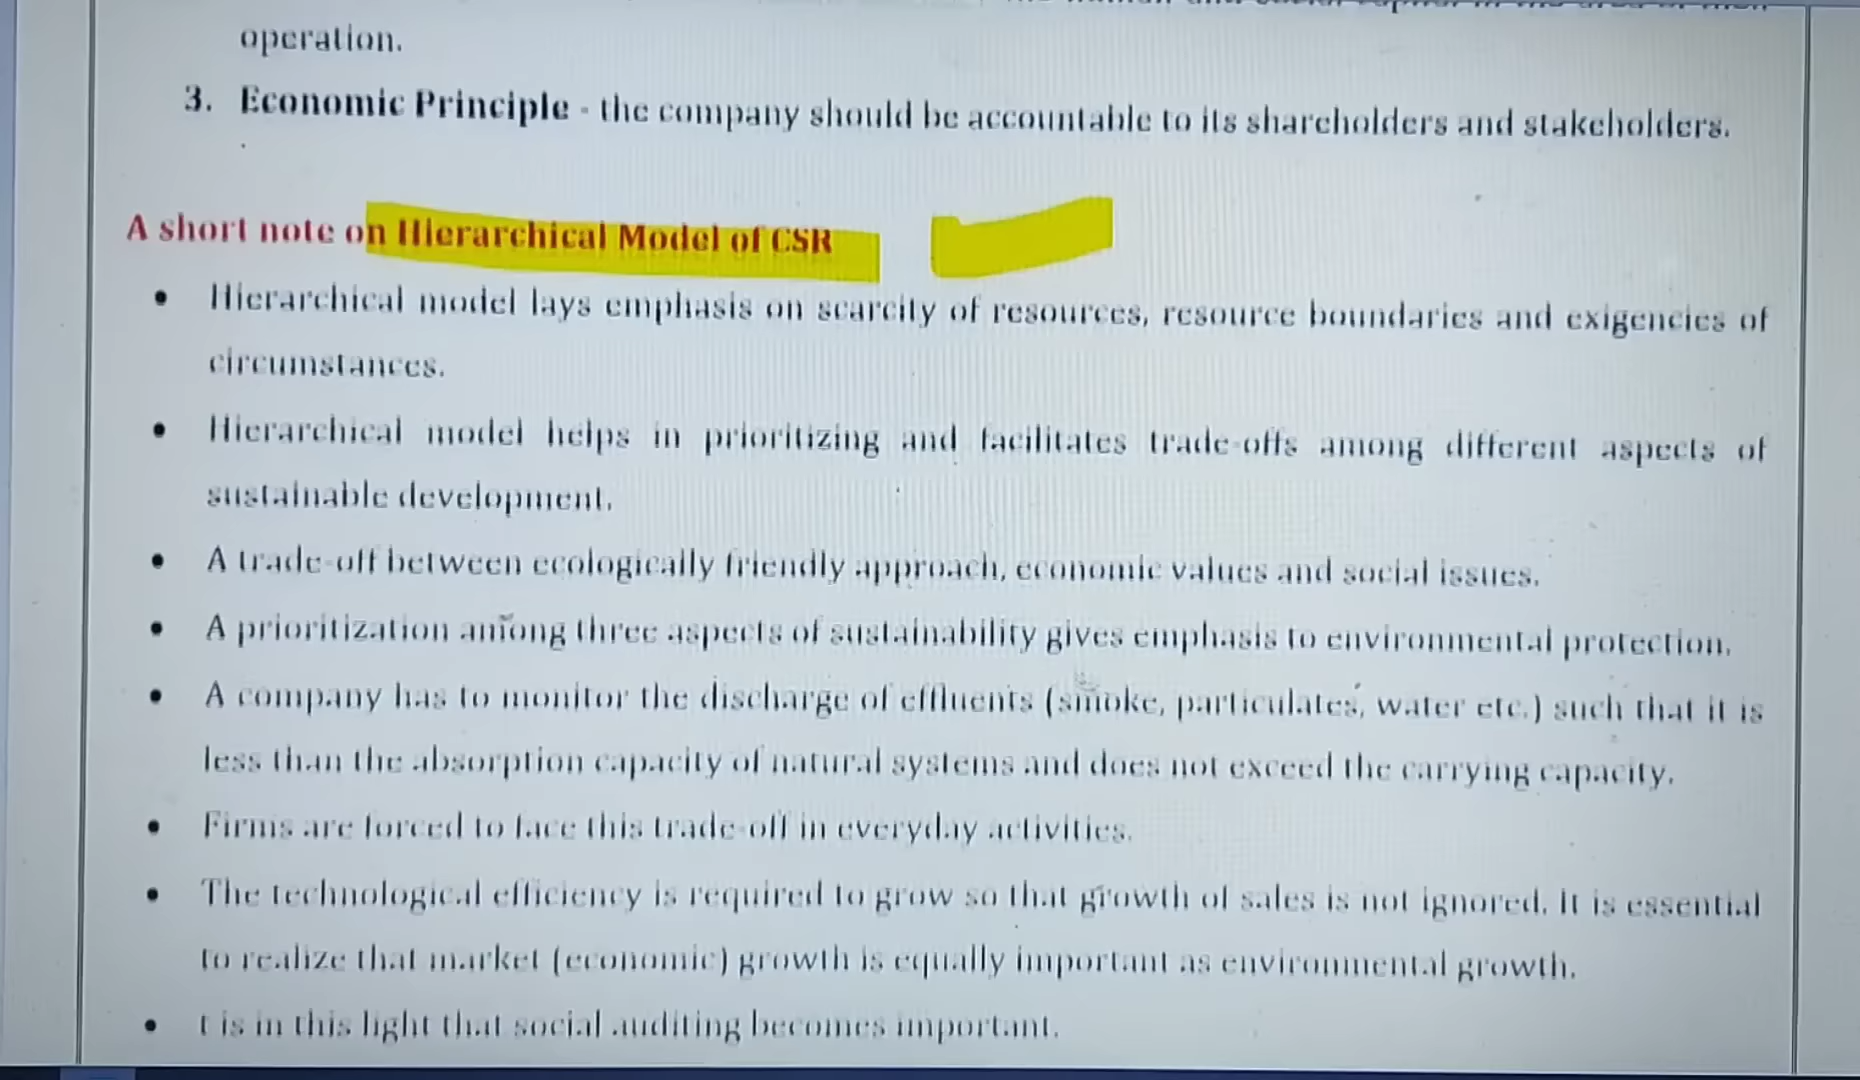 operation.
3. Economic Principle - the company should be accountable to its shareholders and stakeholders.
A short note on Hierarchical Model of CSR
• Hierarchical model lays emphasis on scarcity of resources, resource boundaries and exigencies of
circumstances.
• Hierarchical model helps in prioritizing and facilitates trade-offs among different aspects of
sustainable development.
• A trade-off between ecologically friendly approach, economic values and social issues.
• A prioritization among three aspects of sustainability gives emphasis to environmental protection.
• A company has to monitor the discharge of effluents (smoke, particulates, water etc.) such that it is
less than the absorption capacity of natural systems and does not exceed the carrying capacity.
• Firms are forced to face this trade-off in everyday activities.
• The technological efficiency is required to grow so that growth of sales is not ignored. It is essential
to realize that market (economic) growth is equally important as environmental growth.
• t is in this light that social auditing becomes important.